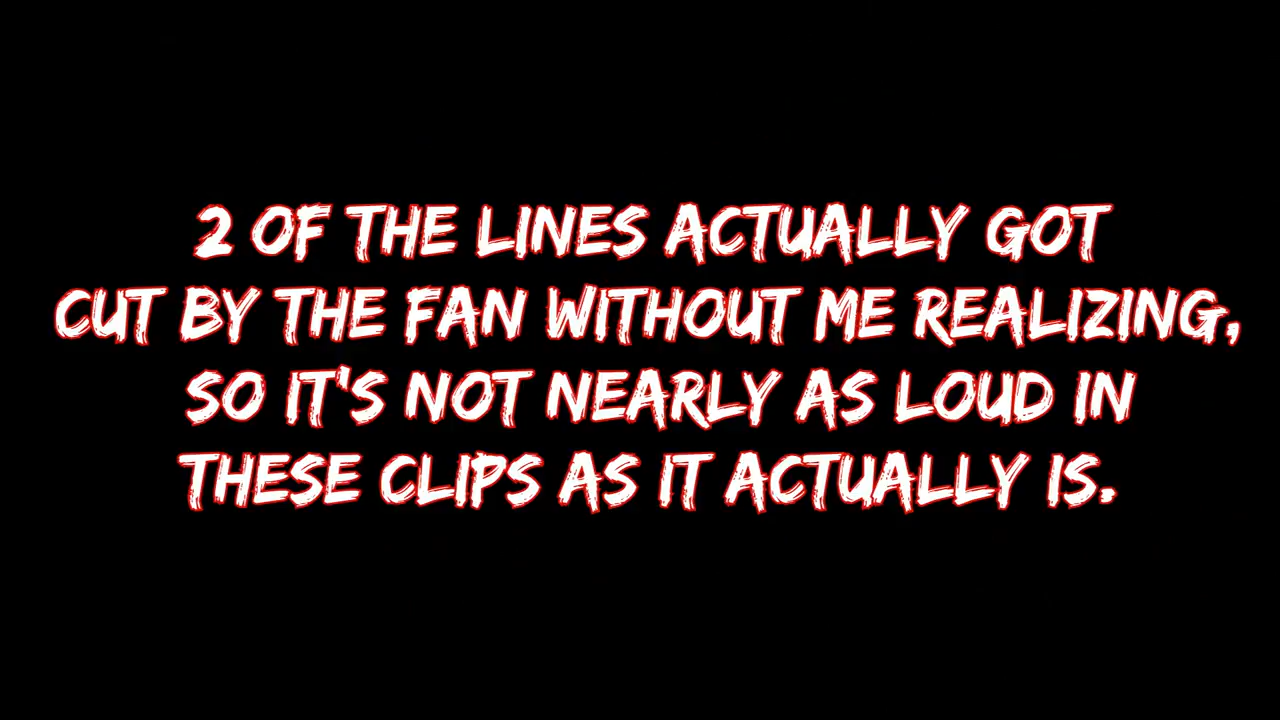 2 OF THE LINES ACTUALLY GOT
CUT BY THE FAN WITHOUT ME REALIZING,
SO IT'S NOT NEARLY AS LOUD IN
THESE CLIPS AS IT ACTUALLY IS.